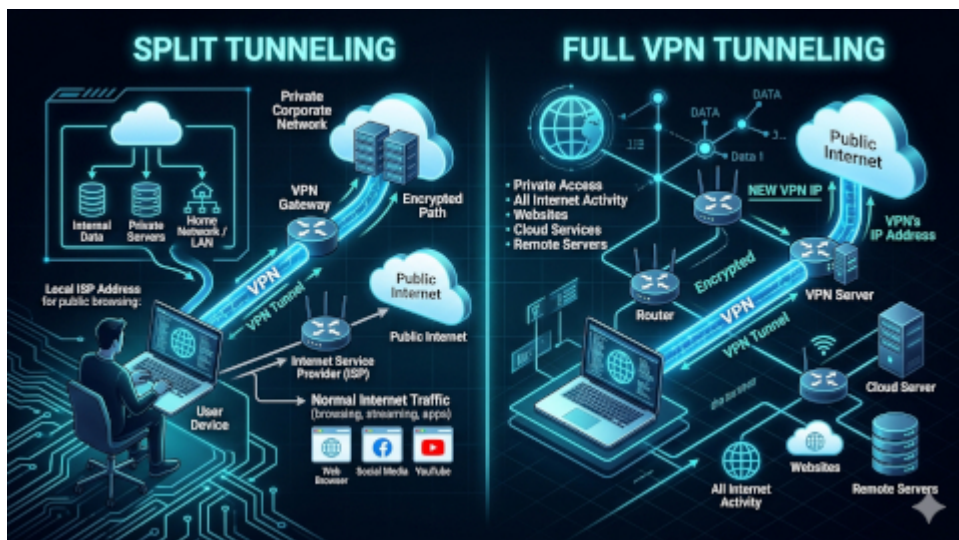 SPLIT TUNNELING
Private
Corporate
Network
VPN
Gateway
Encrypted
Path
Internal
Data
Private
Servers
Home
Network /
LAN
Local ISP Address
for public browsing:
VPN
VPN Tunnel
Public
Internet
Public Internet
Internet Service
Provider (ISP)
User
Device
Normal Internet Traffic
(browsing, streaming, apps)
Web
Browser
Social Media
YouTube
FULL VPN TUNNELING
DATA
DATA
Data 1
• Private Access
• All Internet Activity
• Websites
• Cloud Services
• Remote Servers
Public
Internet
NEW VPN IP
VPN's
IP Address
Encrypted
VPN
VPN Tunnel
VPN Server
Router
Cloud Server
Websites
All Internet
Activity
Remote Servers